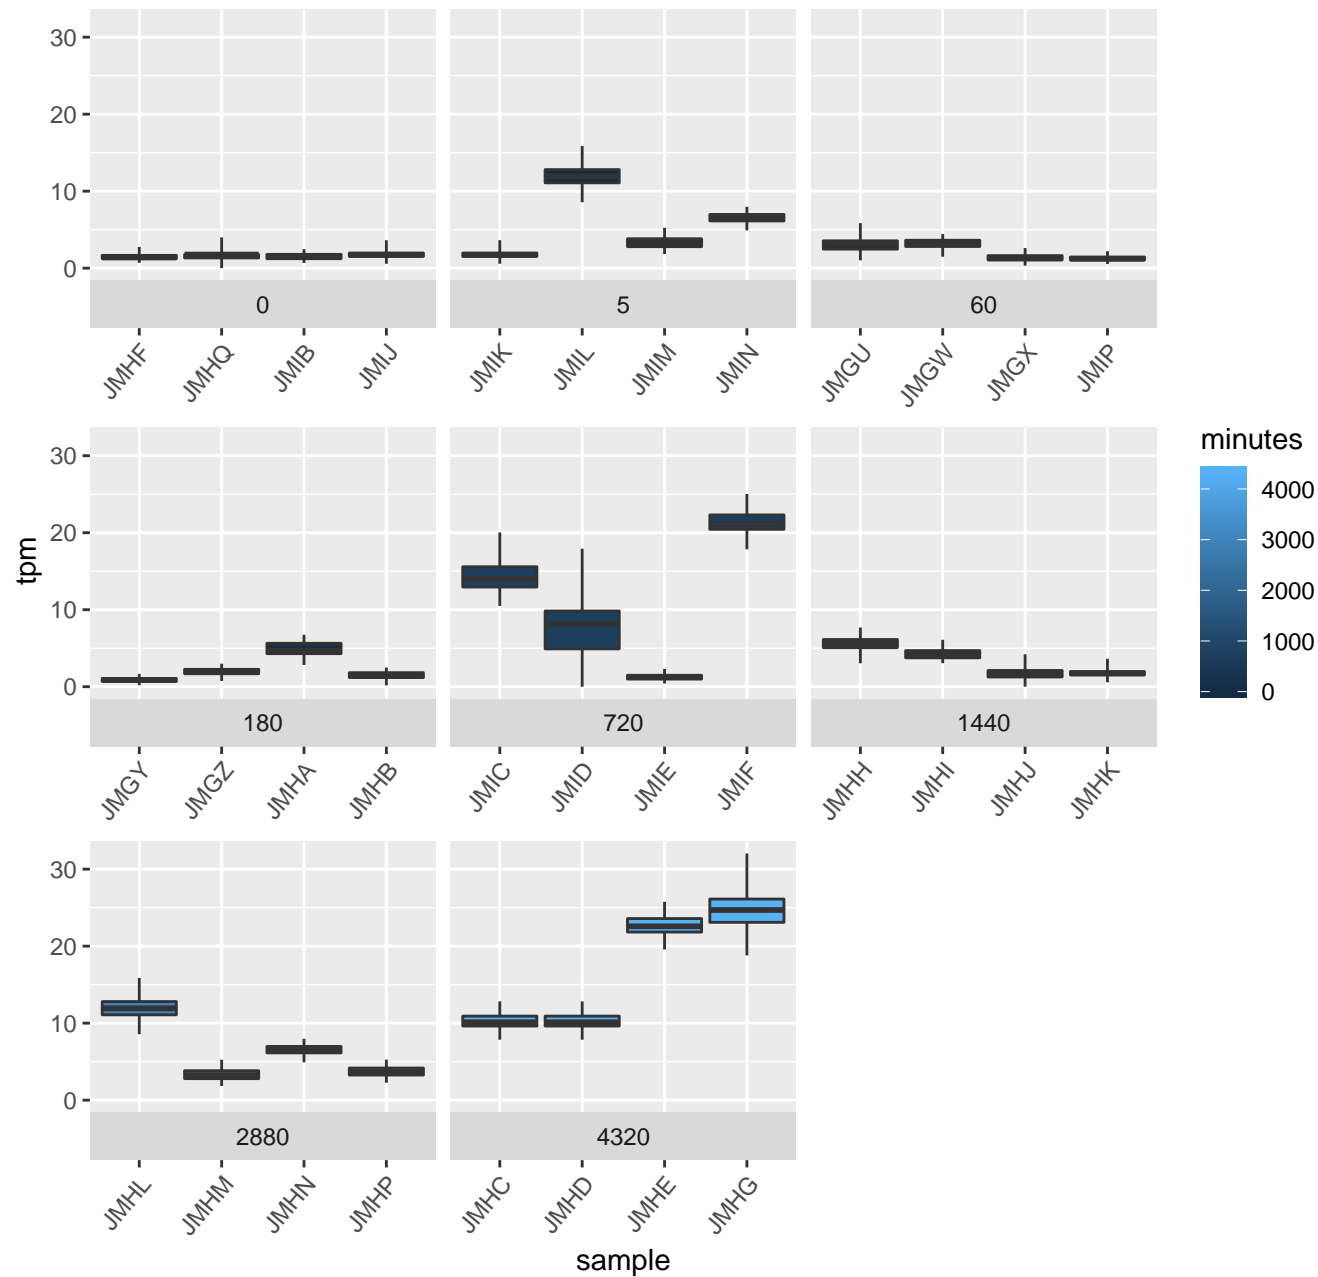 30
20
10
0
0
5
60
JMHF
JMHQ
JMIB
JMIJ
JMIK
JMIL
JMIM
JMIN
JMGU
JMGW
JMGX
JMIP
tpm
30
20
10
0
180
720
1440
JMGY
JMGZ
JMHA
JMHB
JMIC
JMID
JMIE
JMIF
JMHH
JMHI
JMHJ
JMHK
minutes
4000
3000
2000
1000
0
30
20
10
0
2880
4320
JMHL
JMHM
JMHN
JMHP
JMHC
JMHD
JMHE
JMHG
sample